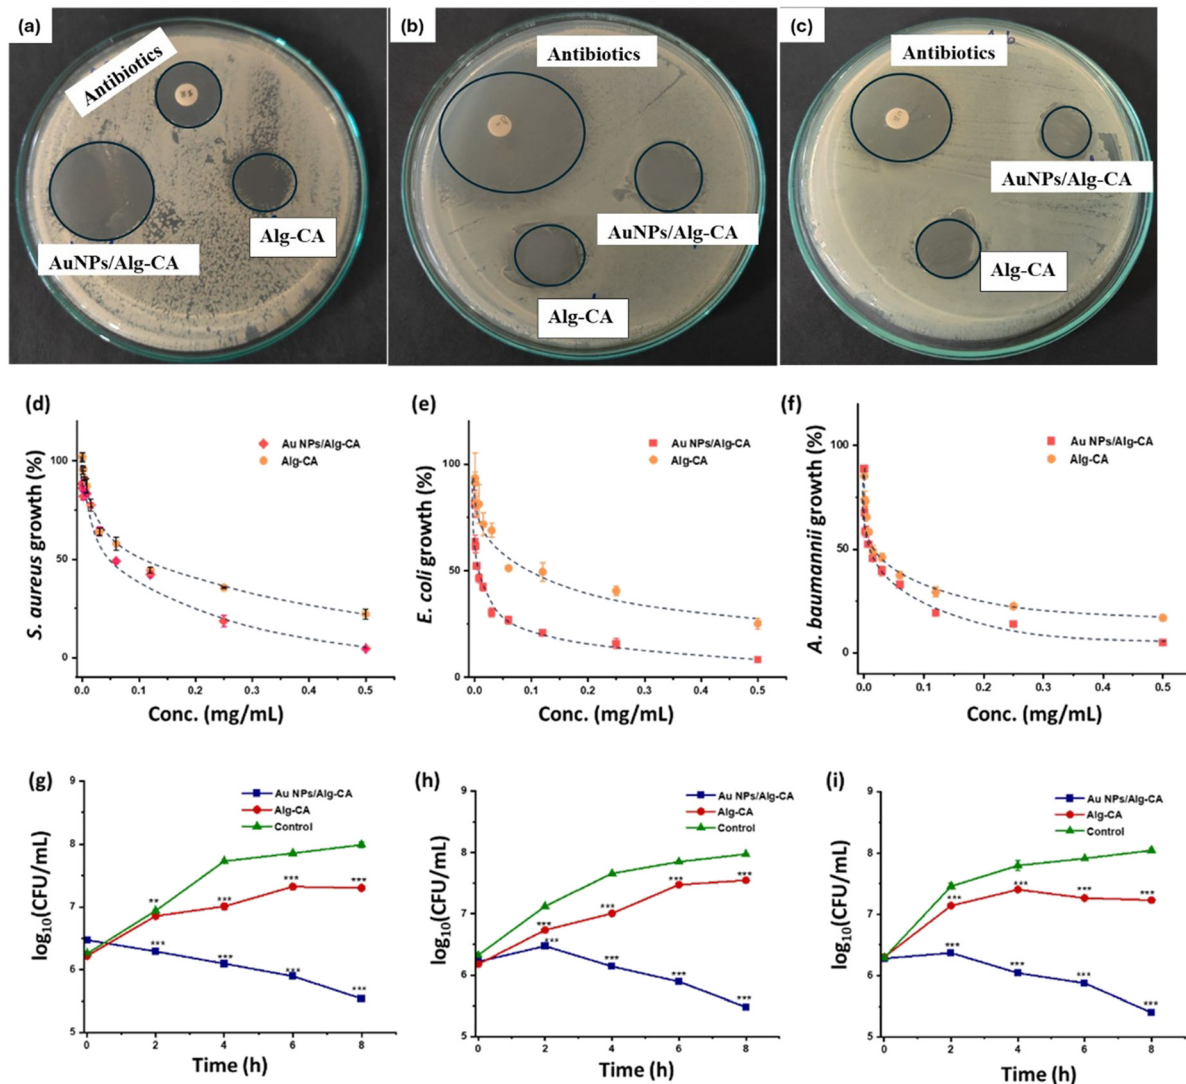 (a)
Antibiotics
AuNPs/Alg-CA
Alg-CA
(b)
Antibiotics
AuNPs/Alg-CA
Alg-CA
(c)
Antibiotics
AuNPs/Alg-CA
Alg-CA
(d)
S. aureus growth (%)
100
50
0
Au NPs/Alg-CA
Alg-CA
0.0 0.1 0.2 0.3 0.4 0.5
Conc. (mg/mL)
(e)
E. coli growth (%)
100
50
0
Au NPs/Alg-CA
Alg-CA
0.0 0.1 0.2 0.3 0.4 0.5
Conc. (mg/mL)
(f)
A. baumannii growth (%)
100
50
0
Au NPs/Alg-CA
Alg-CA
0.0 0.1 0.2 0.3 0.4 0.5
Conc. (mg/mL)
(g)
log10(CFU/mL)
9
8
7
6
5
Au NPs/Alg-CA
Alg-CA
Control
** *** *** ***
*** *** *** ***
0 2 4 6 8
Time (h)
(h)
log10(CFU/mL)
9
8
7
6
5
Au NPs/Alg-CA
Alg-CA
Control
*** *** *** ***
*** *** *** ***
0 2 4 6 8
Time (h)
(i)
log10(CFU/mL)
9
8
7
6
5
Au NPs/Alg-CA
Alg-CA
Control
*** *** *** ***
*** *** *** ***
0 2 4 6 8
Time (h)